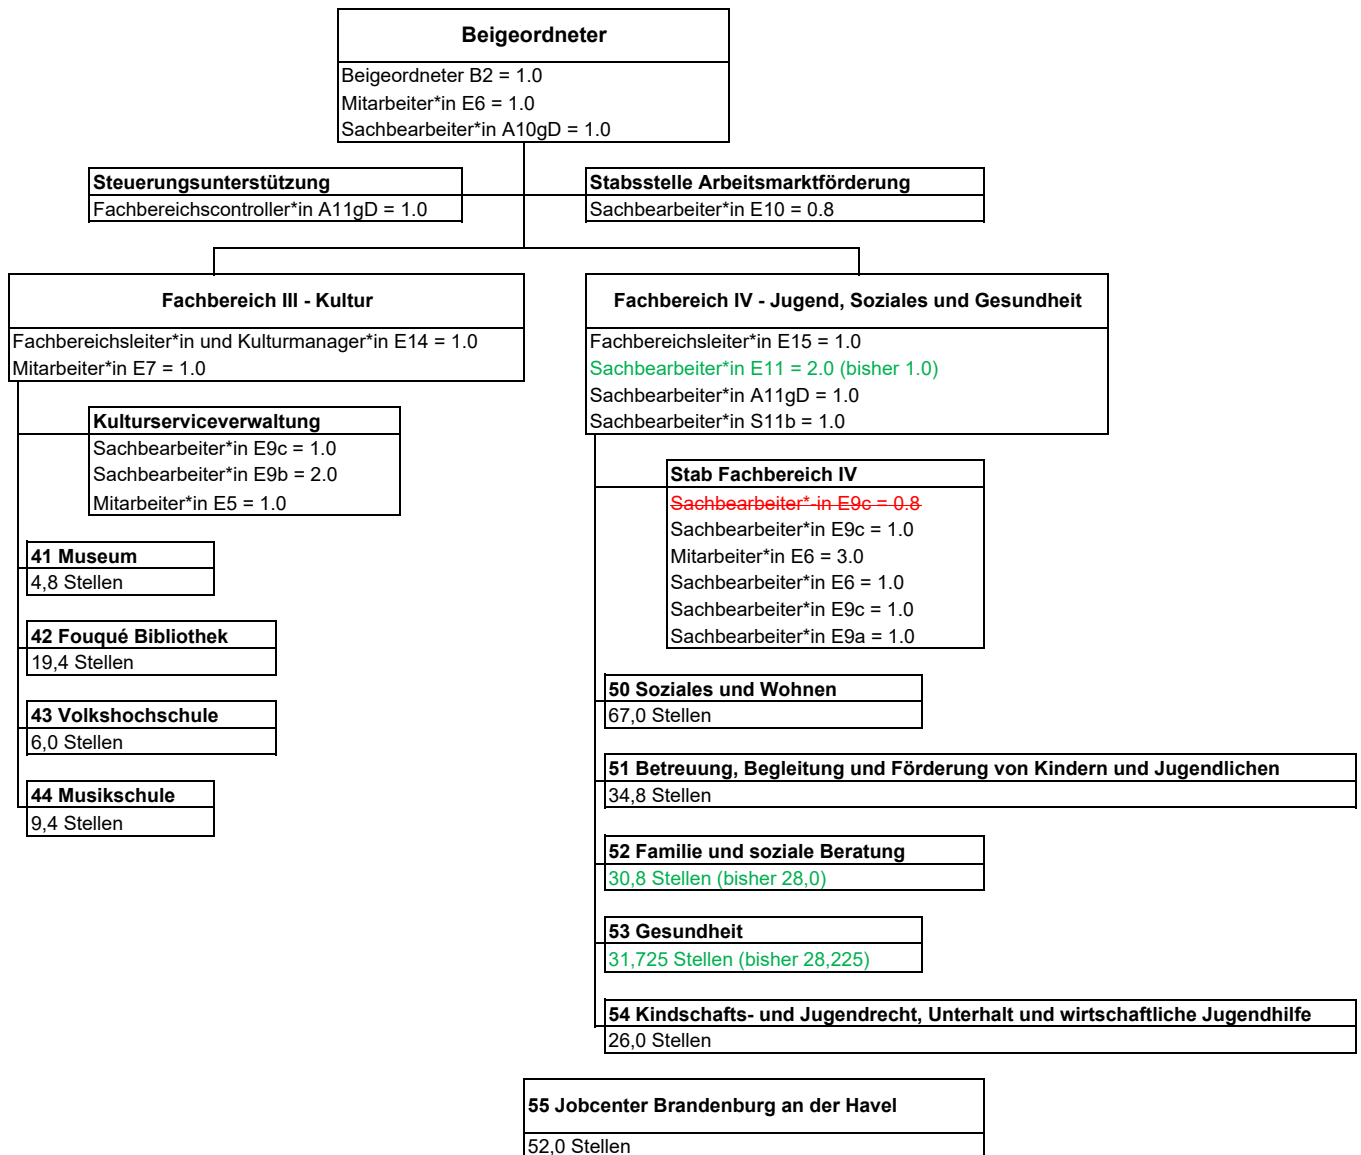 Beigeordneter
Beigeordneter B2 = 1.0
Mitarbeiter*in E6 = 1.0
Sachbearbeiter*in A10gD = 1.0
Steuerungsunterstützung
Fachbereichscontroller*in A11gD = 1.0
Stabsstelle Arbeitsmarktförderung
Sachbearbeiter*in E10 = 0.8
Fachbereich III - Kultur
Fachbereichsleiter*in und Kulturmanager*in E14 = 1.0
Mitarbeiter*in E7 = 1.0
Kulturserviceverwaltung
Sachbearbeiter*in E9c = 1.0
Sachbearbeiter*in E9b = 2.0
Mitarbeiter*in E5 = 1.0
41 Museum
4,8 Stellen
42 Fouqué Bibliothek
19,4 Stellen
43 Volkshochschule
6,0 Stellen
44 Musikschule
9,4 Stellen
Fachbereich IV - Jugend, Soziales und Gesundheit
Fachbereichsleiter*in E15 = 1.0
Sachbearbeiter*in E11 = 2.0 (bisher 1.0)
Sachbearbeiter*in A11gD = 1.0
Sachbearbeiter*in S11b = 1.0
Stab Fachbereich IV
Sachbearbeiter*-in E9c = 0.8
Sachbearbeiter*in E9c = 1.0
Mitarbeiter*in E6 = 3.0
Sachbearbeiter*in E6 = 1.0
Sachbearbeiter*in E9c = 1.0
Sachbearbeiter*in E9a = 1.0
50 Soziales und Wohnen
67,0 Stellen
51 Betreuung, Begleitung und Förderung von Kindern und Jugendlichen
34,8 Stellen
52 Familie und soziale Beratung
30,8 Stellen (bisher 28,0)
53 Gesundheit
31,725 Stellen (bisher 28,225)
54 Kindschafts- und Jugendrecht, Unterhalt und wirtschaftliche Jugendhilfe
26,0 Stellen
55 Jobcenter Brandenburg an der Havel
52,0 Stellen